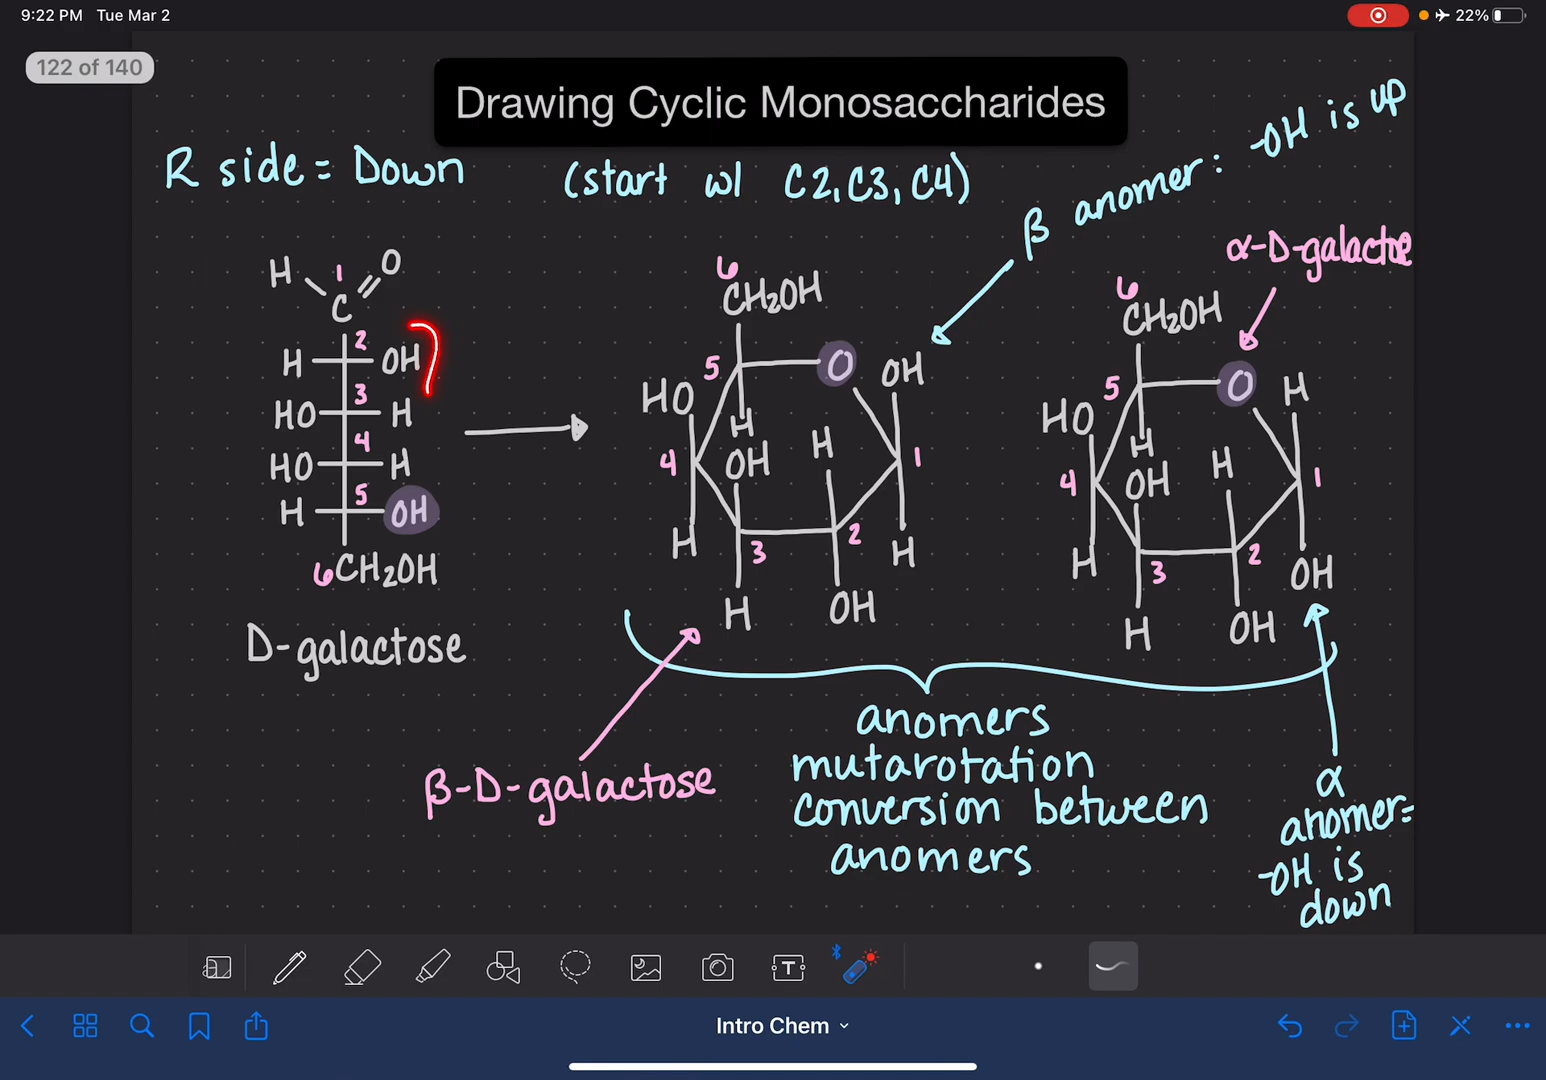 9:22 PM Tue Mar 2
22%
122 of 140
Drawing Cyclic Monosaccharides
R side = Down
(start w/ C2, C3, C4)
β anomer: -OH is up
α-D-galactoe
H 1 O
C
2
H OH
3
HO H
4
HO H
5
H OH
6 CH₂OH
D-galactose
6
CH₂OH
5 O OH
HO
H
4 OH H 1
H 3 2 H
H OH
β-D-galactose
6
CH₂OH
5 O H
HO
H
4 OH H 1
H 3 2 OH
H OH
anomers
mutarotation
conversion between
anomers
α
anomer=
-OH is
down
T
Intro Chem